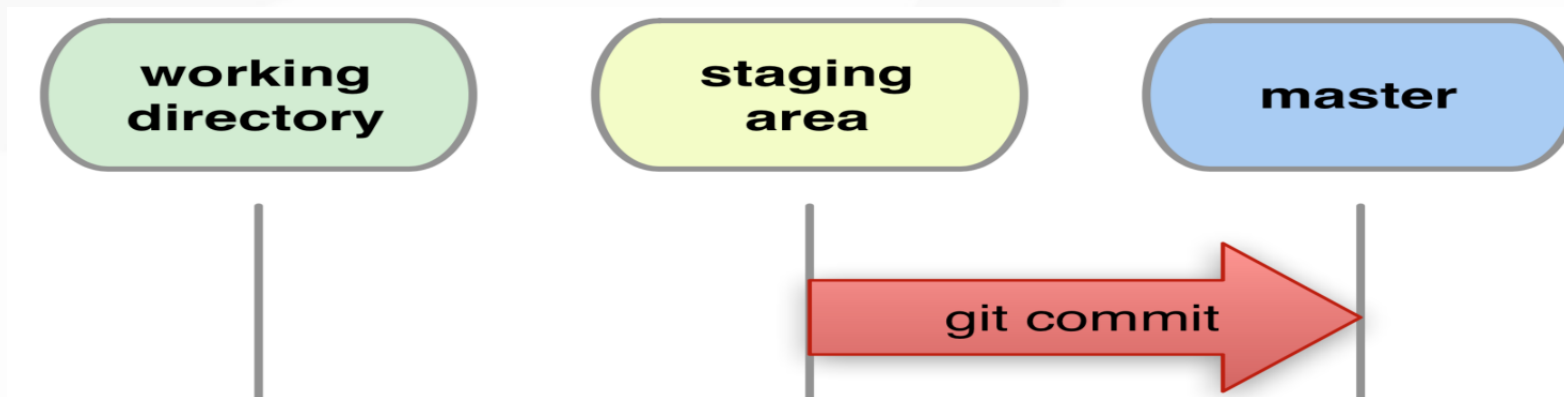 working
directory
staging
area
master
git commit